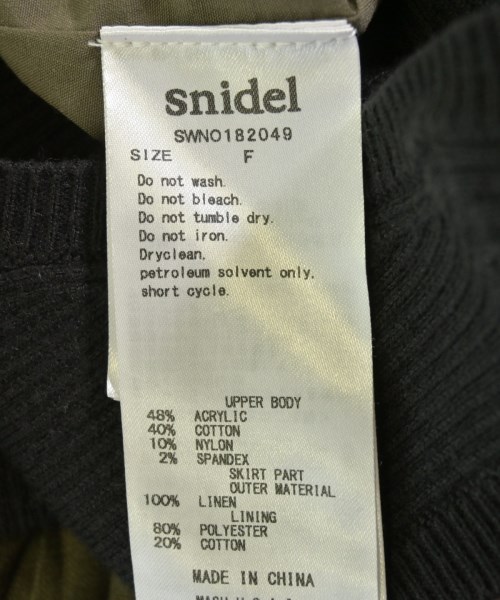 snidel
SWNO182049
SIZE F
Do not wash.
Do not bleach.
Do not tumble dry.
Do not iron.
Dryclean.
petroleum solvent only.
short cycle.
UPPER BODY
48% ACRYLIC
40% COTTON
10% NYLON
2% SPANDEX
SKIRT PART
OUTER MATERIAL
100% LINEN
LINING
80% POLYESTER
20% COTTON
MADE IN CHINA